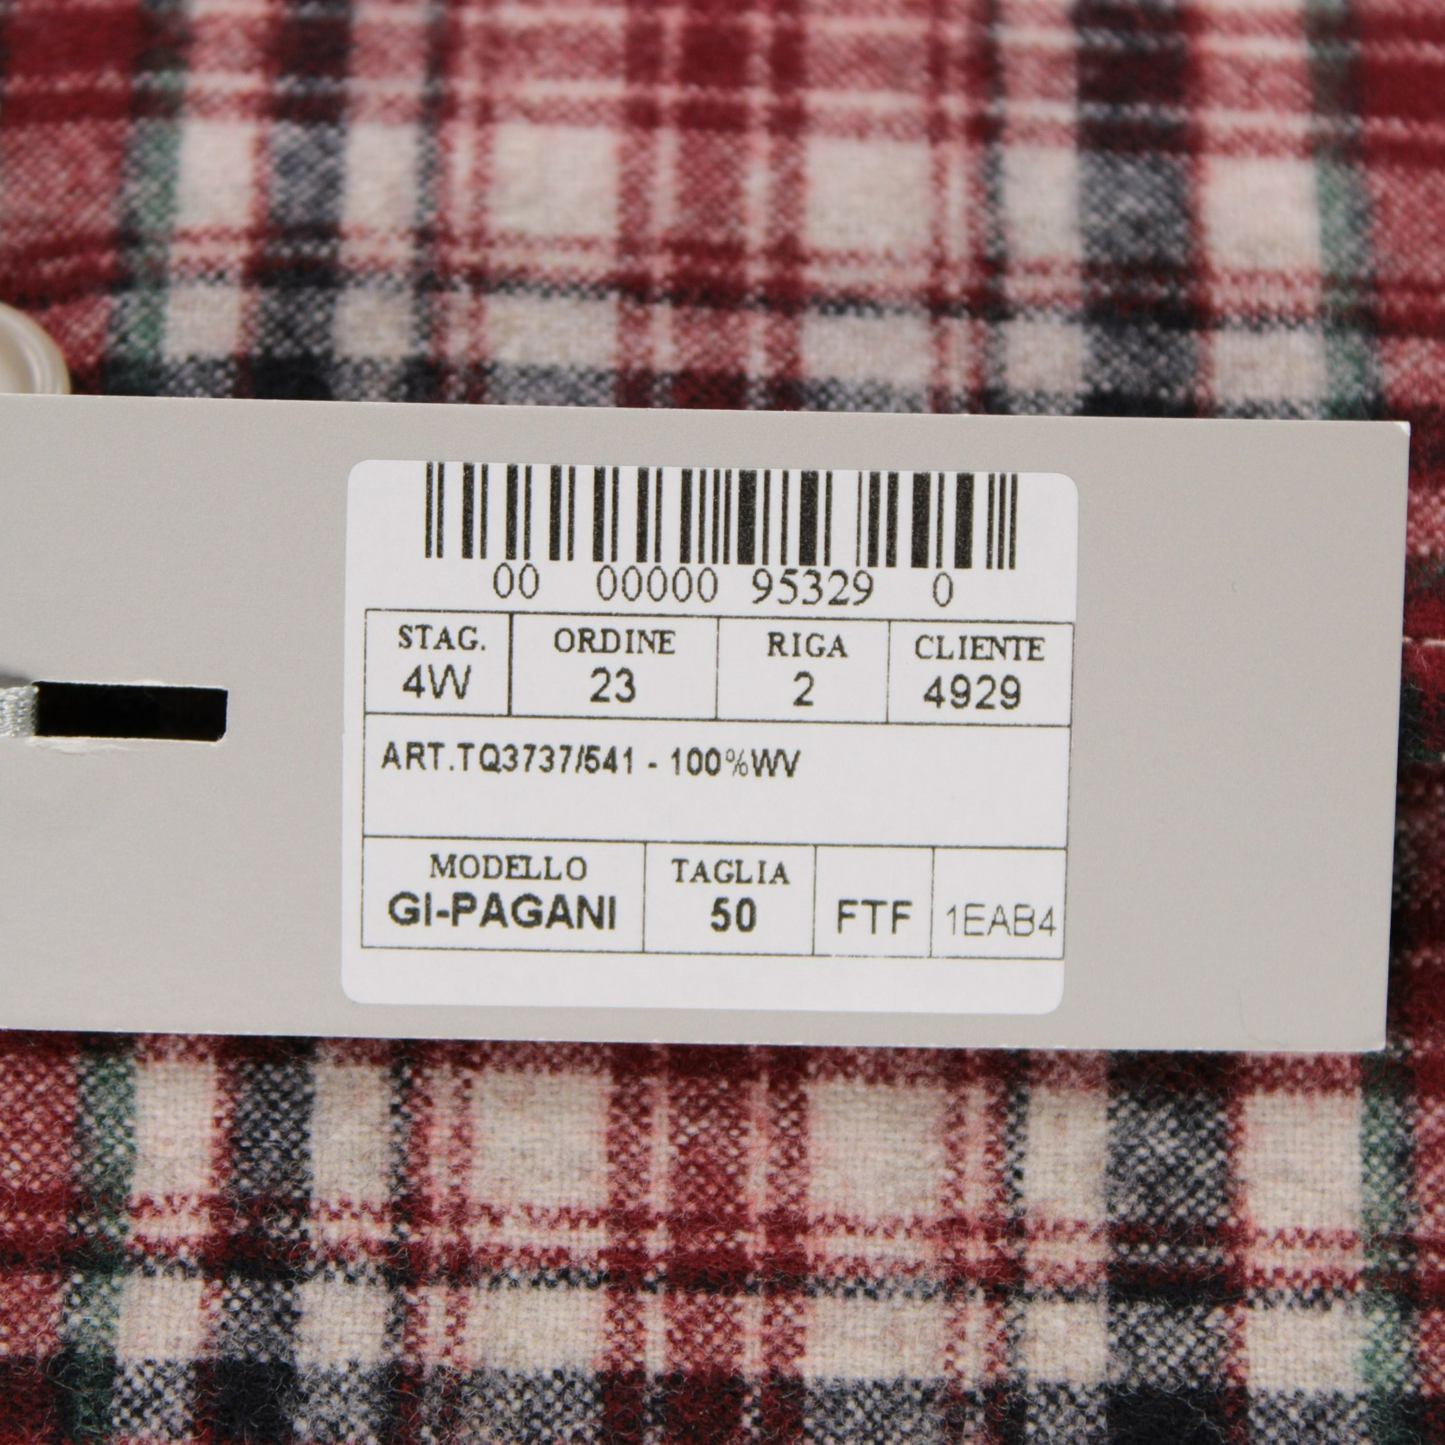 00 00000 95329 0
STAG. ORDINE RIGA CLIENTE
4W 23 2 4929
ART.TQ3737/541 - 100%WV
MODELLO TAGLIA
GI-PAGANI 50 FTF 1EAB4